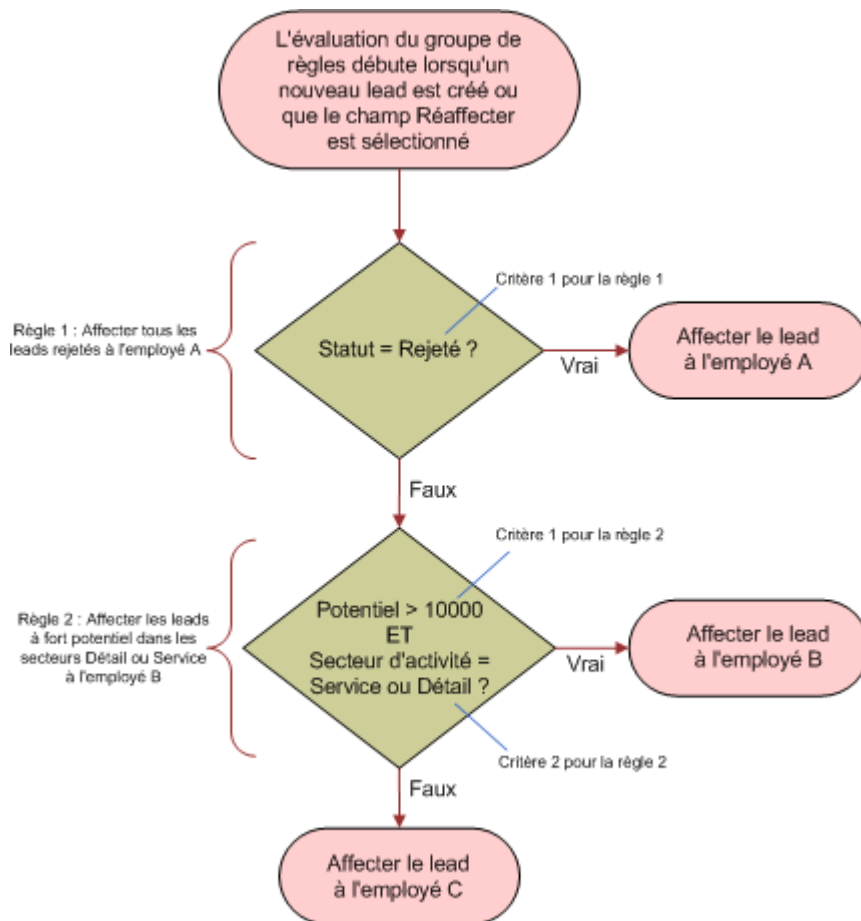 L'évaluation du groupe de
règles débute lorsqu'un
nouveau lead est créé ou
que le champ Réaffecter
est sélectionné
Critère 1 pour la règle 1
Règle 1 : Affecter tous les
leads rejetés à l'employé A
Statut = Rejeté ?
Vrai
Affecter le lead
à l'employé A
Faux
Critère 1 pour la règle 2
Règle 2 : Affecter les leads
à fort potentiel dans les
secteurs Détail ou Service
à l'employé B
Potentiel > 10000
ET
Secteur d'activité =
Service ou Détail ?
Vrai
Affecter le lead
à l'employé B
Critère 2 pour la règle 2
Faux
Affecter le lead
à l'employé C